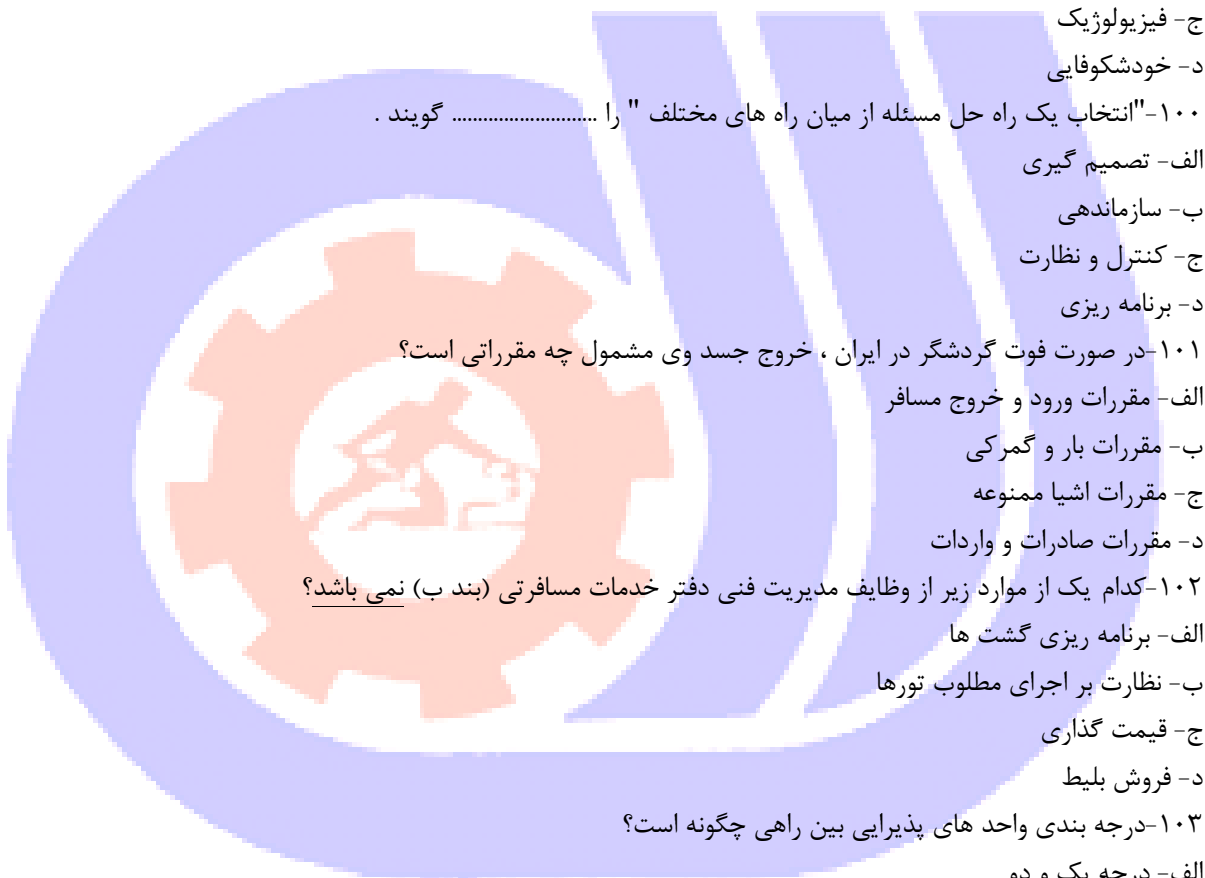 ج- فیزیولوژیک
د- خودشکوفایی
۱۰۰-"انتخاب یک راه حل مسئله از میان راه های مختلف " را ............................ گویند .
الف- تصمیم گیری
ب- سازماندهی
ج- کنترل و نظارت
د- برنامه ریزی
۱۰۱-در صورت فوت گردشگر در ایران ، خروج جسد وی مشمول چه مقرراتی است؟
الف- مقررات ورود و خروج مسافر
ب- مقررات بار و گمرکی
ج- مقررات اشیا ممنوعه
د- مقررات صادرات و واردات
۱۰۲-کدام یک از موارد زیر از وظایف مدیریت فنی دفتر خدمات مسافرتی (بند ب) نمی باشد؟
الف- برنامه ریزی گشت ها
ب- نظارت بر اجرای مطلوب تورها
ج- قیمت گذاری
د- فروش بلیط
۱۰۳-درجه بندی واحد های پذیرایی بین راهی چگونه است؟
الف- درجه یک و دو